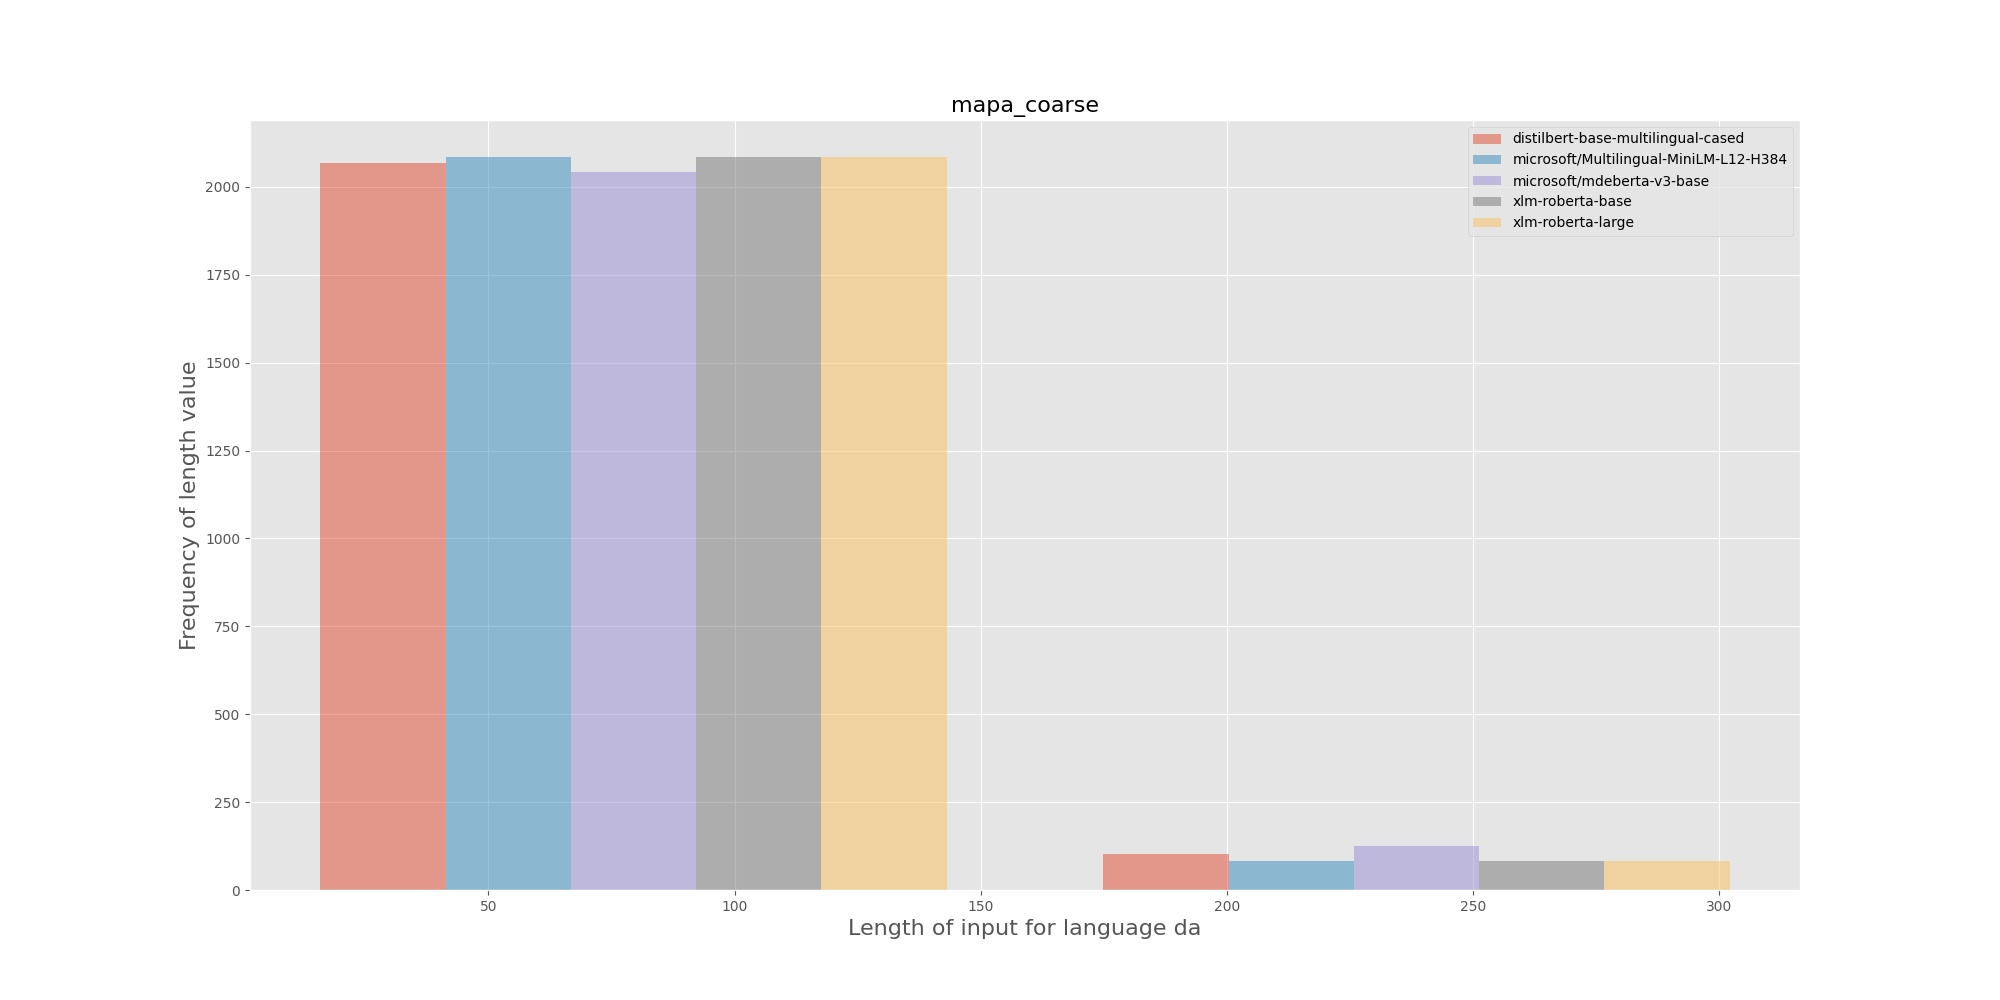 mapa_coarse
distilbert-base-multilingual-cased
microsoft/Multilingual-MiniLM-L12-H384
microsoft/mdeberta-v3-base
xlm-roberta-base
xlm-roberta-large
Frequency of length value
2000
1750
1500
1250
1000
750
500
250
0
50 100 150 200 250 300
Length of input for language da